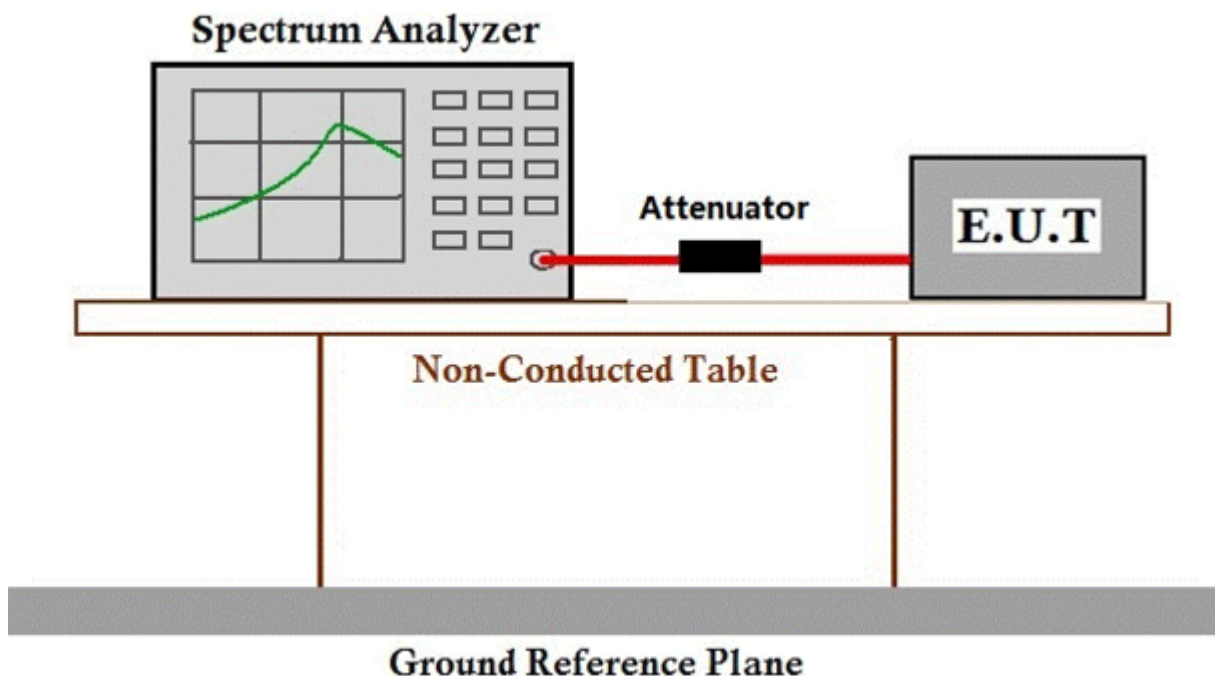 Spectrum Analyzer
Attenuator
E.U.T
Non-Conducted Table
Ground Reference Plane